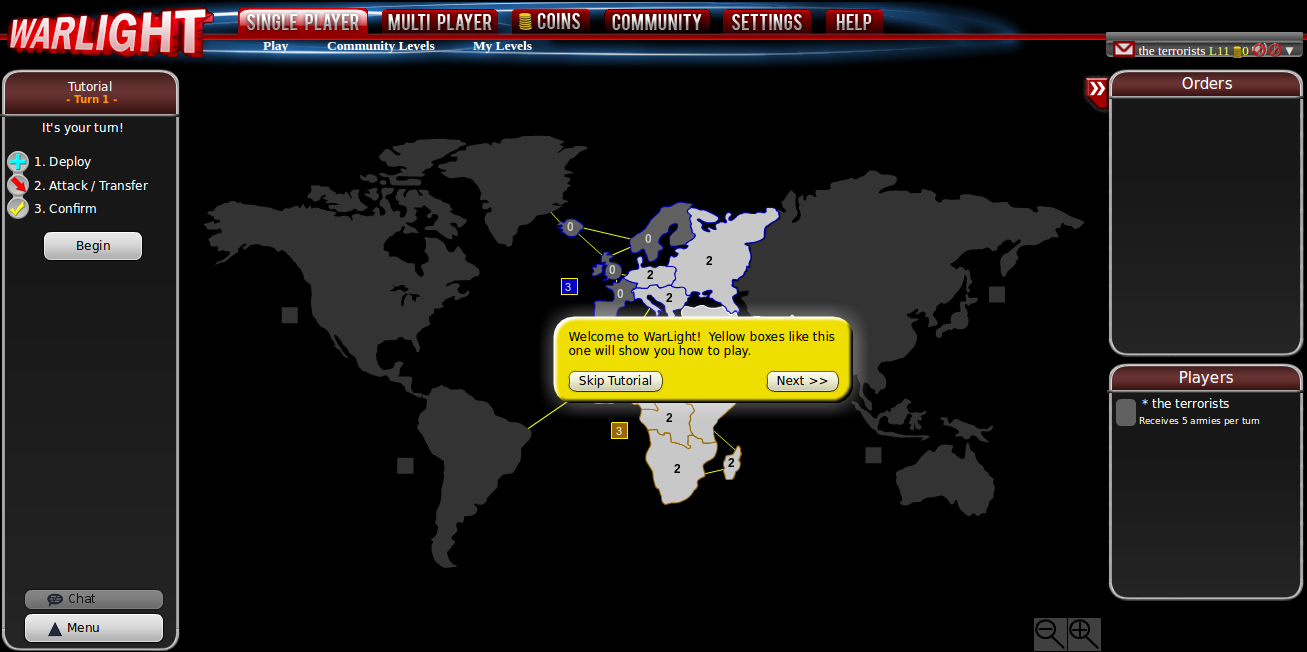 WARLIGHT
SINGLE PLAYER
MULTI PLAYER
COINS
COMMUNITY
SETTINGS
HELP
Play
Community Levels
My Levels
the terrorists L11 0
Tutorial
- Turn 1 -
It's your turn!
1. Deploy
2. Attack / Transfer
3. Confirm
Begin
Chat
Menu
0
0
2
0
2
3
0
2
Welcome to WarLight! Yellow boxes like this
one will show you how to play.
Skip Tutorial
Next >>
2
3
2
2
Orders
Players
* the terrorists
Receives 5 armies per turn